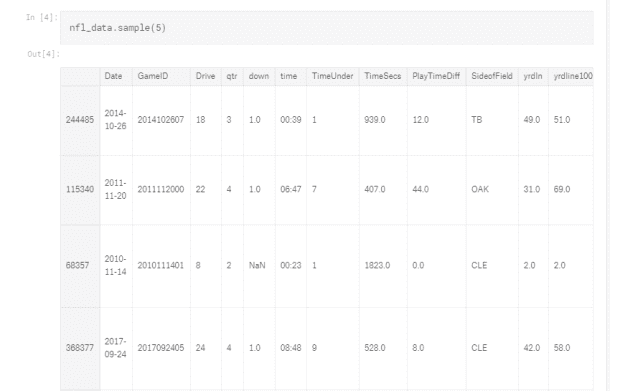 In [4]:
nfl_data.sample(5)
Out[4]:
Date GameID Drive qtr down time TimeUnder TimeSecs PlayTimeDiff SideofField yrdln yrdline100
244485 2014-10-26 2014102607 18 3 1.0 00:39 1 939.0 12.0 TB 49.0 51.0
115340 2011-11-20 2011112000 22 4 1.0 06:47 7 407.0 44.0 OAK 31.0 69.0
68357 2010-11-14 2010111401 8 2 NaN 00:23 1 1823.0 0.0 CLE 2.0 2.0
368377 2017-09-24 2017092405 24 4 1.0 08:48 9 528.0 8.0 CLE 42.0 58.0